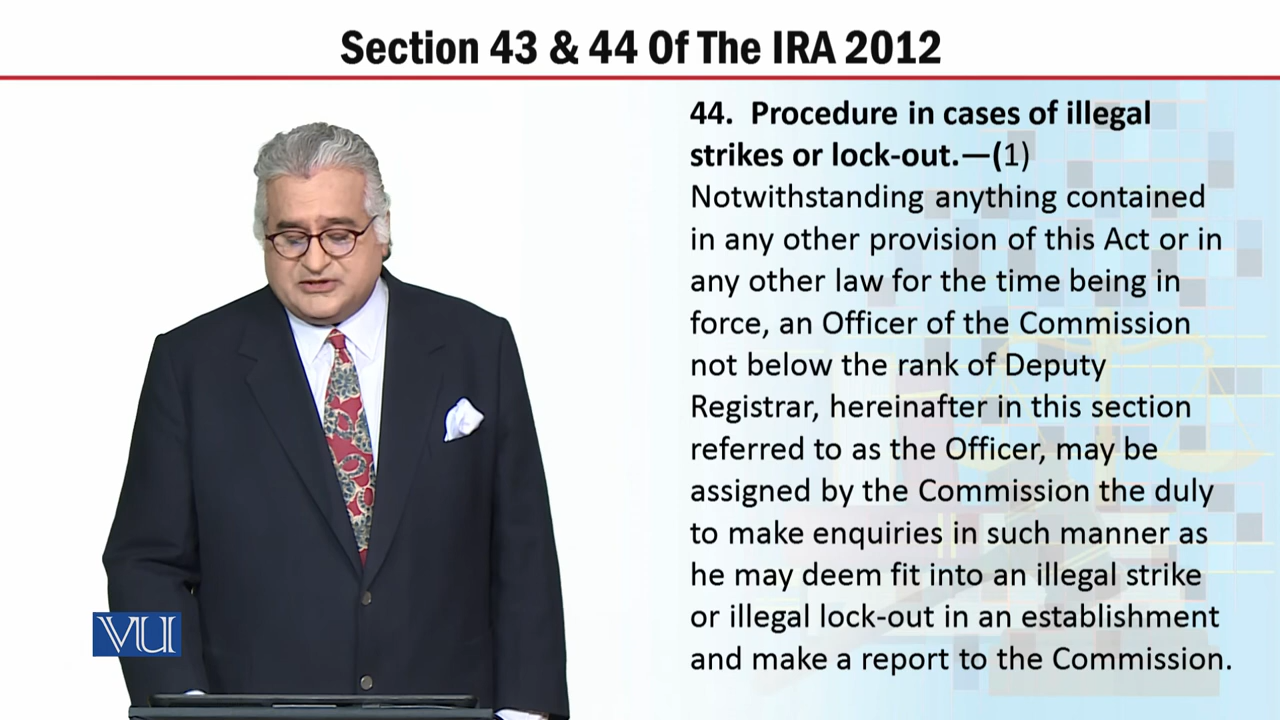 Section 43 & 44 Of The IRA 2012
44. Procedure in cases of illegal
strikes or lock-out.—(1)
Notwithstanding anything contained
in any other provision of this Act or in
any other law for the time being in
force, an Officer of the Commission
not below the rank of Deputy
Registrar, hereinafter in this section
referred to as the Officer, may be
assigned by the Commission the duly
to make enquiries in such manner as
he may deem fit into an illegal strike
or illegal lock-out in an establishment
and make a report to the Commission.
VU